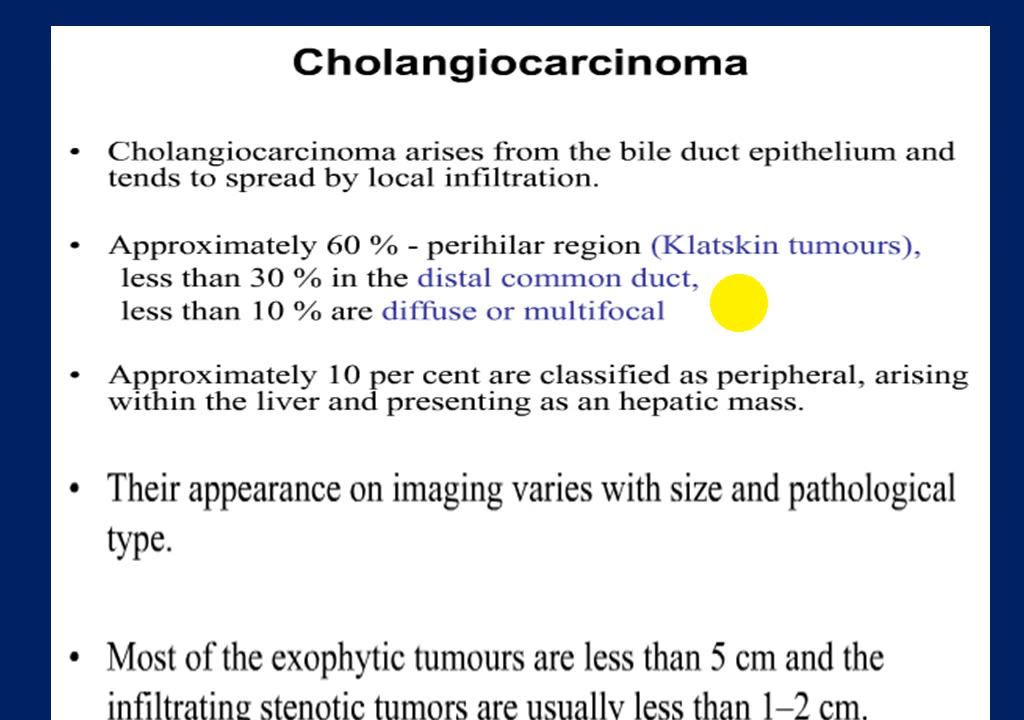 Cholangiocarcinoma
• Cholangiocarcinoma arises from the bile duct epithelium and
tends to spread by local infiltration.
• Approximately 60 % - perihilar region (Klatskin tumours),
less than 30 % in the distal common duct,
less than 10 % are diffuse or multifocal
• Approximately 10 per cent are classified as peripheral, arising
within the liver and presenting as an hepatic mass.
• Their appearance on imaging varies with size and pathological
type.
• Most of the exophytic tumours are less than 5 cm and the
infiltrating stenotic tumors are usually less than 1–2 cm.